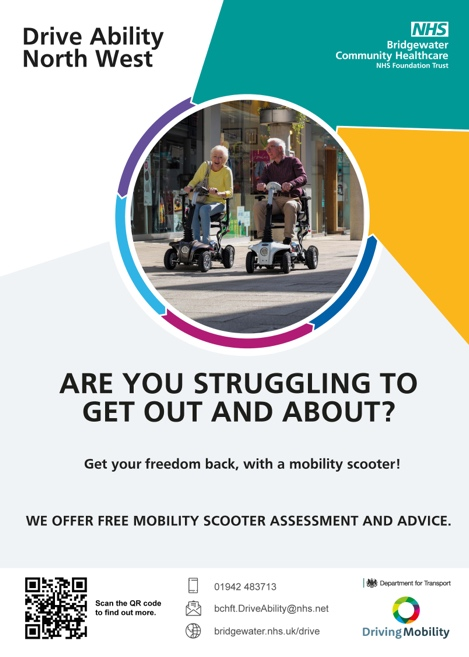 Drive Ability
North West
NHS
Bridgewater
Community Healthcare
NHS Foundation Trust
ARE YOU STRUGGLING TO
GET OUT AND ABOUT?
Get your freedom back, with a mobility scooter!
WE OFFER FREE MOBILITY SCOOTER ASSESSMENT AND ADVICE.
Scan the QR code
to find out more.
01942 483713
bchft.DriveAbility@nhs.net
bridgewater.nhs.uk/drive
Department for Transport
DrivingMobility